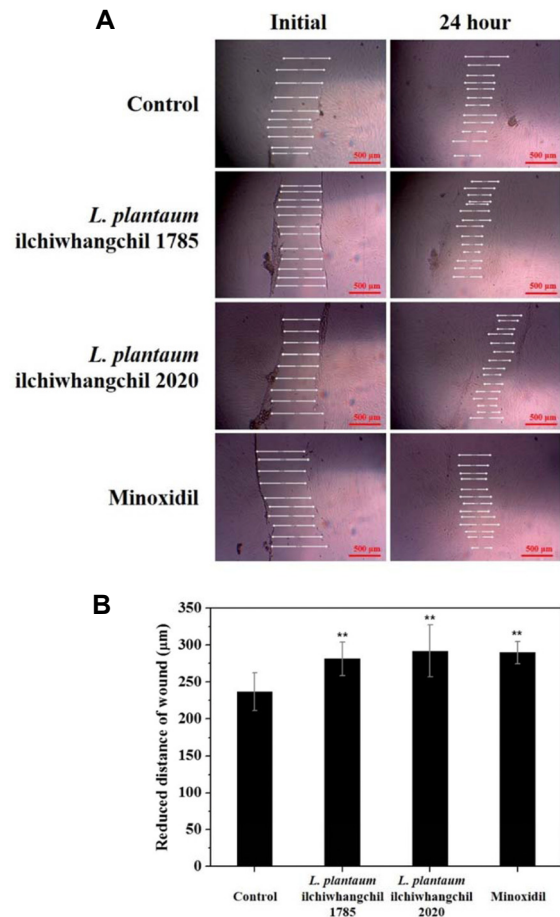 A
Initial 24 hour
Control
500 µm 500 µm
L. plantaum
ilchiwhangchil 1785
500 µm 500 µm
L. plantaum
ilchiwhangchil 2020
500 µm 500 µm
Minoxidil
500 µm 500 µm
B
Reduced distance of wound (µm)
350
300
250
200
150
100
50
0
** ** **
Control L. plantaum L. plantaum Minoxidil
ilchiwhangchil ilchiwhangchil
1785 2020